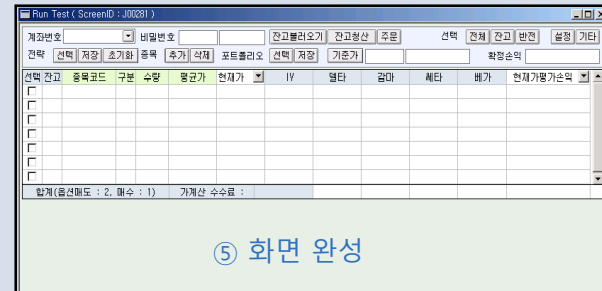 Run Test ( ScreenID : J00281 )
계좌번호 비밀번호 잔고불러오기 잔고청산 주문 선택 전체 잔고 반전 설정 기타
전략 선택 저장 초기화 종목 추가 삭제 포트폴리오 선택 저장 기준가 확정손익
선택 잔고 종목코드 구분 수량 평균가 현재가 IV 델타 감마 쎄타 베가 현재가평가손익
합계(옵션매도 : 2, 매수 : 1) 가계산 수수료 :
⑤ 화면 완성